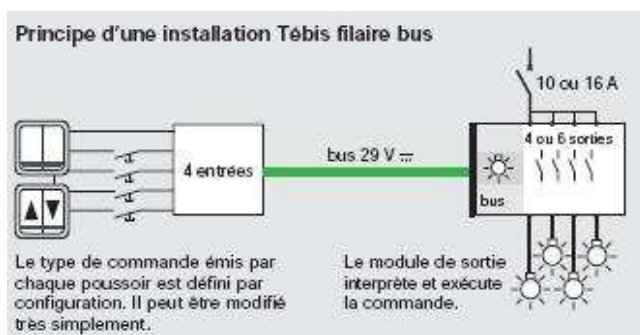 Principe d'une installation Tébis filaire bus
10 ou 16 A
4 entrées
bus 29 V ⎓
4 ou 6 sorties
bus
Le type de commande émis par
chaque poussoir est défini par
configuration. Il peut être modifié
très simplement.
Le module de sortie
interprète et exécute
la commande.